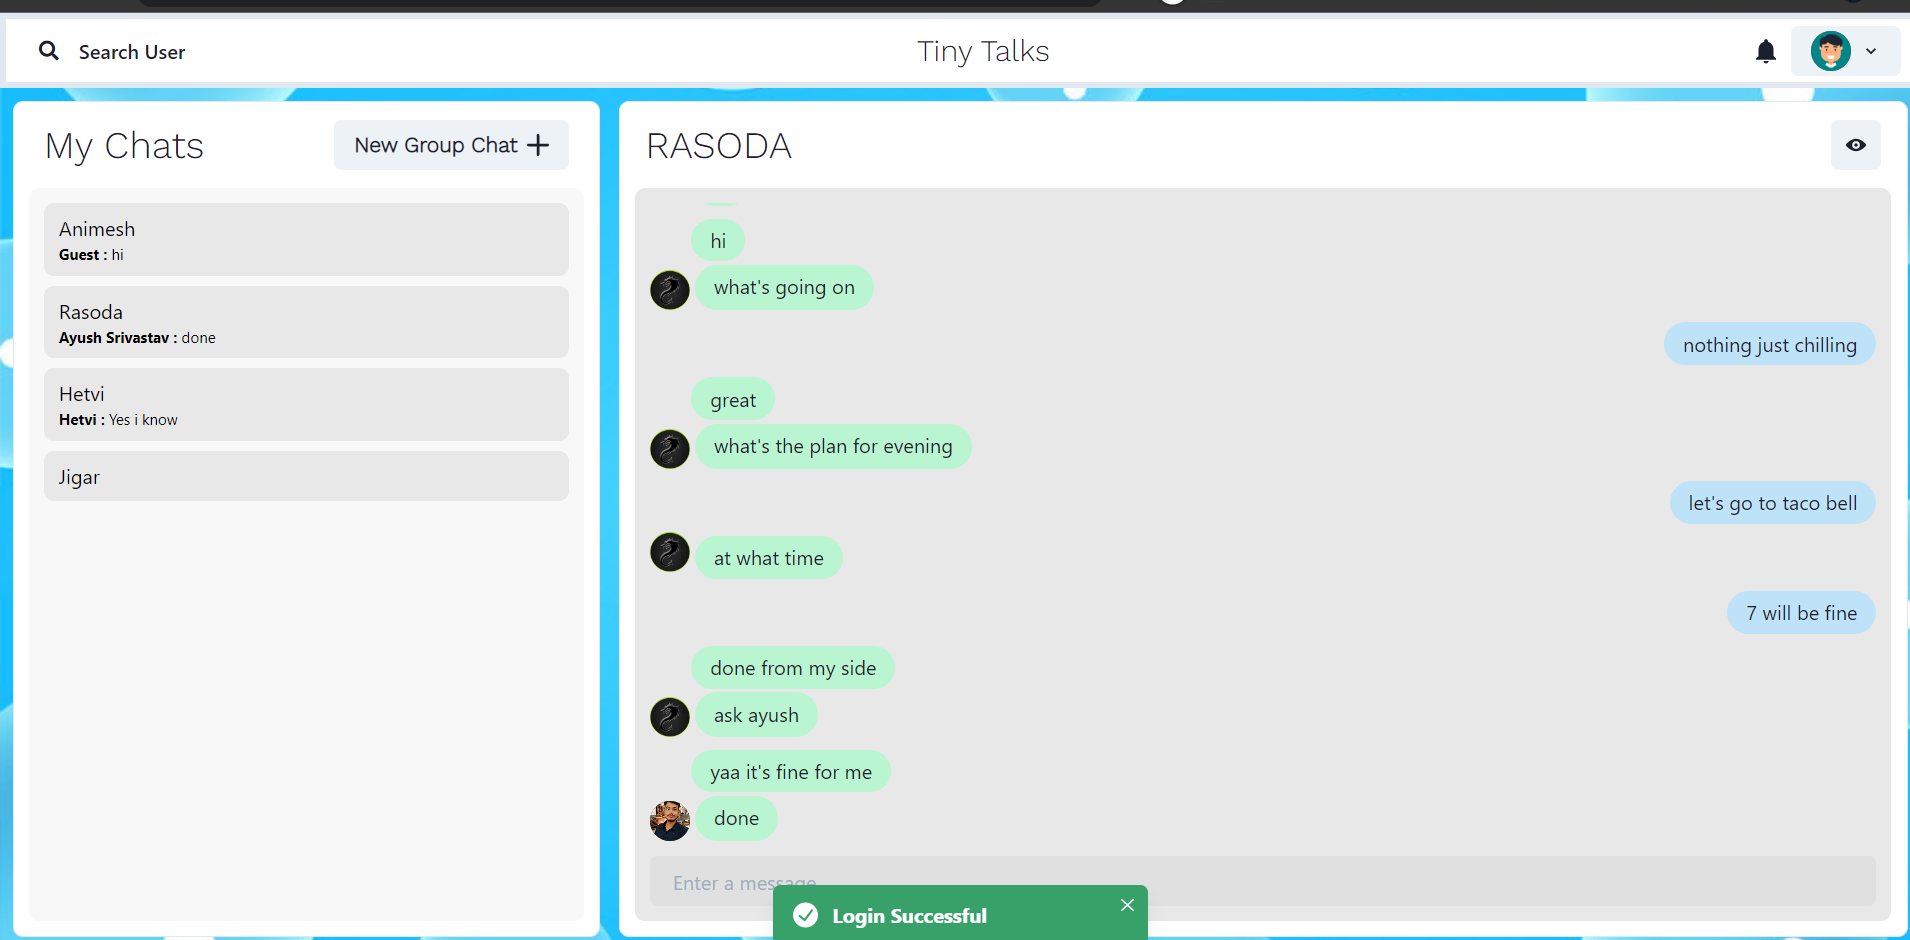 Search User
Tiny Talks
My Chats
New Group Chat
Animesh
Guest : hi
Rasoda
Ayush Srivastav : done
Hetvi
Hetvi : Yes i know
Jigar
RASODA
hi
what's going on
nothing just chilling
great
what's the plan for evening
let's go to taco bell
at what time
7 will be fine
done from my side
ask ayush
yaa it's fine for me
done
Enter a message
Login Successful